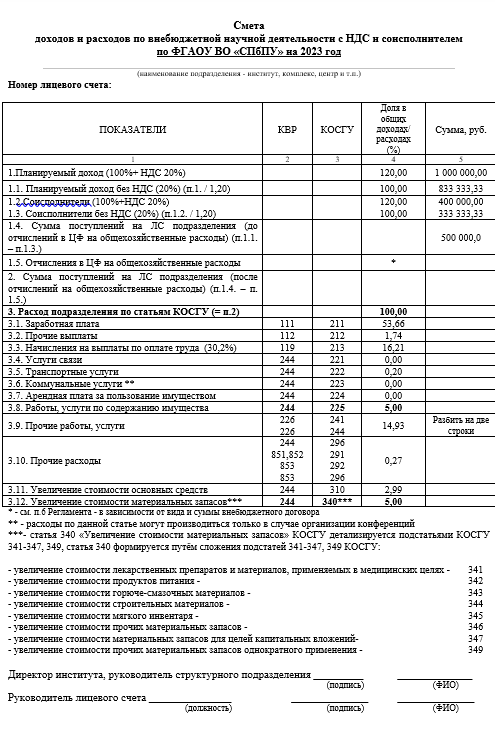 Смета
доходов и расходов по внебюджетной научной деятельности с НДС и соисполнителем
по ФГАОУ ВО «СПбПУ» на 2023 год
(наименование подразделения - институт, комплекс, центр и т.п.)
Номер лицевого счета:
ПОКАЗАТЕЛИ КВР КОСГУ Доля в общих доходах/ расходах (%) Сумма, руб.
1 2 3 4 5
1.Планируемый доход (100%+ НДС 20%) 120,00 1 000 000,00
1.1. Планируемый доход без НДС (20%) (п.1. / 1,20) 100,00 833 333,33
1.2.Соисполнители (100%+НДС 20%) 120,00 400 000,00
1.3. Соиспнители без НДС (20%) (п.1.2. / 1,20) 100,00 333 333,33
1.4. Сумма поступлений на ЛС подразделения (до
отчислений в ЦФ на общехозяйственные расходы) (п.1.1. 500 000,0
– п.1.3.)
1.5. Отчисления в ЦФ на общехозяйственные расходы *
2. Сумма поступлений на ЛС подразделения (после
отчислений на общехозяйственные расходы) (п.1.4. – п.
1.5.)
3. Расход подразделения по статьям КОСГУ (= п.2) 100,00
3.1. Заработная плата 111 211 53,66
3.2. Прочие выплаты 112 212 1,74
3.3. Начисления на выплаты по оплате труда (30,2%) 119 213 16,21
3.4. Услуги связи 244 221 0,00
3.5. Транспортные услуги 244 222 0,20
3.6. Коммунальные услуги ** 244 223 0,00
3.7. Арендная плата за пользование имуществом 244 224 0,00
3.8. Работы, услуги по содержанию имущества 244 225 5,00
3.9. Прочие работы, услуги 226 241 14,93 Разбить на две
226 244 строки
244 296
3.10. Прочие расходы 851,852 291 0,27
853 292
853 296
3.11. Увеличение стоимости основных средств 244 310 2,99
3.12. Увеличение стоимости материальных запасов*** 244 340*** 5,00
* - см. п.6 Регламента - в зависимости от вида и суммы внебюджетного договора
** - расходы по данной статье могут производиться только в случае организации конференций
***- статья 340 «Увеличение стоимости материальных запасов» КОСГУ детализируется подстатьями КОСГУ
341-347, 349, статья 340 формируется путём сложения подстатей 341-347, 349 КОСГУ:
- увеличение стоимости лекарственных препаратов и материалов, применяемых в медицинских целях - 341
- увеличение стоимости продуктов питания - 342
- увеличение стоимости горюче-смазочных материалов - 343
- увеличение стоимости строительных материалов - 344
- увеличение стоимости мягкого инвентаря - 345
- увеличение стоимости прочих материальных запасов - 346
- увеличение стоимости материальных запасов для целей капитальных вложений- 347
- увеличение стоимости прочих материальных запасов однократного применения - 349
Директор института, руководитель структурного подразделения
(подпись) (ФИО)
Руководитель лицевого счета
(должность) (подпись) (ФИО)